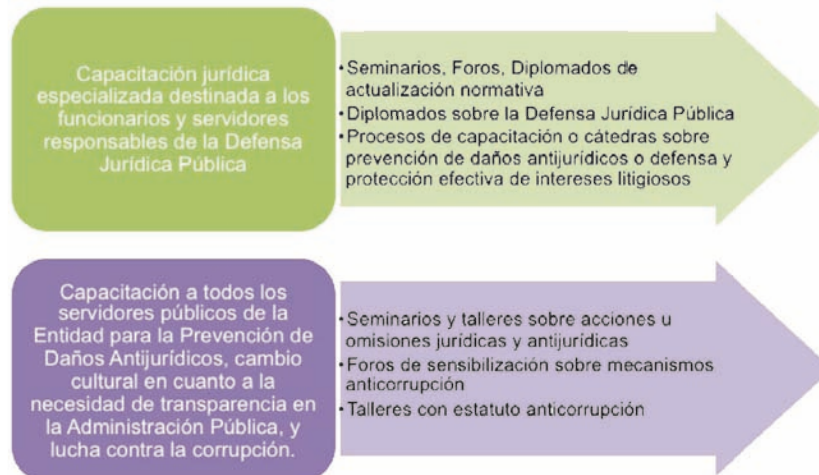 Capacitación jurídica
especializada destinada a los
funcionarios y servidores
responsables de la Defensa
Jurídica Pública
•Seminarios, Foros, Diplomados de
actualización normativa
•Diplomados sobre la Defensa Jurídica Pública
•Procesos de capacitación o cátedras sobre
prevención de daños antijurídicos o defensa y
protección efectiva de intereses litigiosos
Capacitación a todos los
servidores públicos de la
Entidad para la Prevención de
Daños Antijurídicos, cambio
cultural en cuanto a la
necesidad de transparencia en
la Administración Pública, y
lucha contra la corrupción.
•Seminarios y talleres sobre acciones u
omisiones jurídicas y antijurídicas
•Foros de sensibilización sobre mecanismos
anticorrupción
•Talleres con estatuto anticorrupción